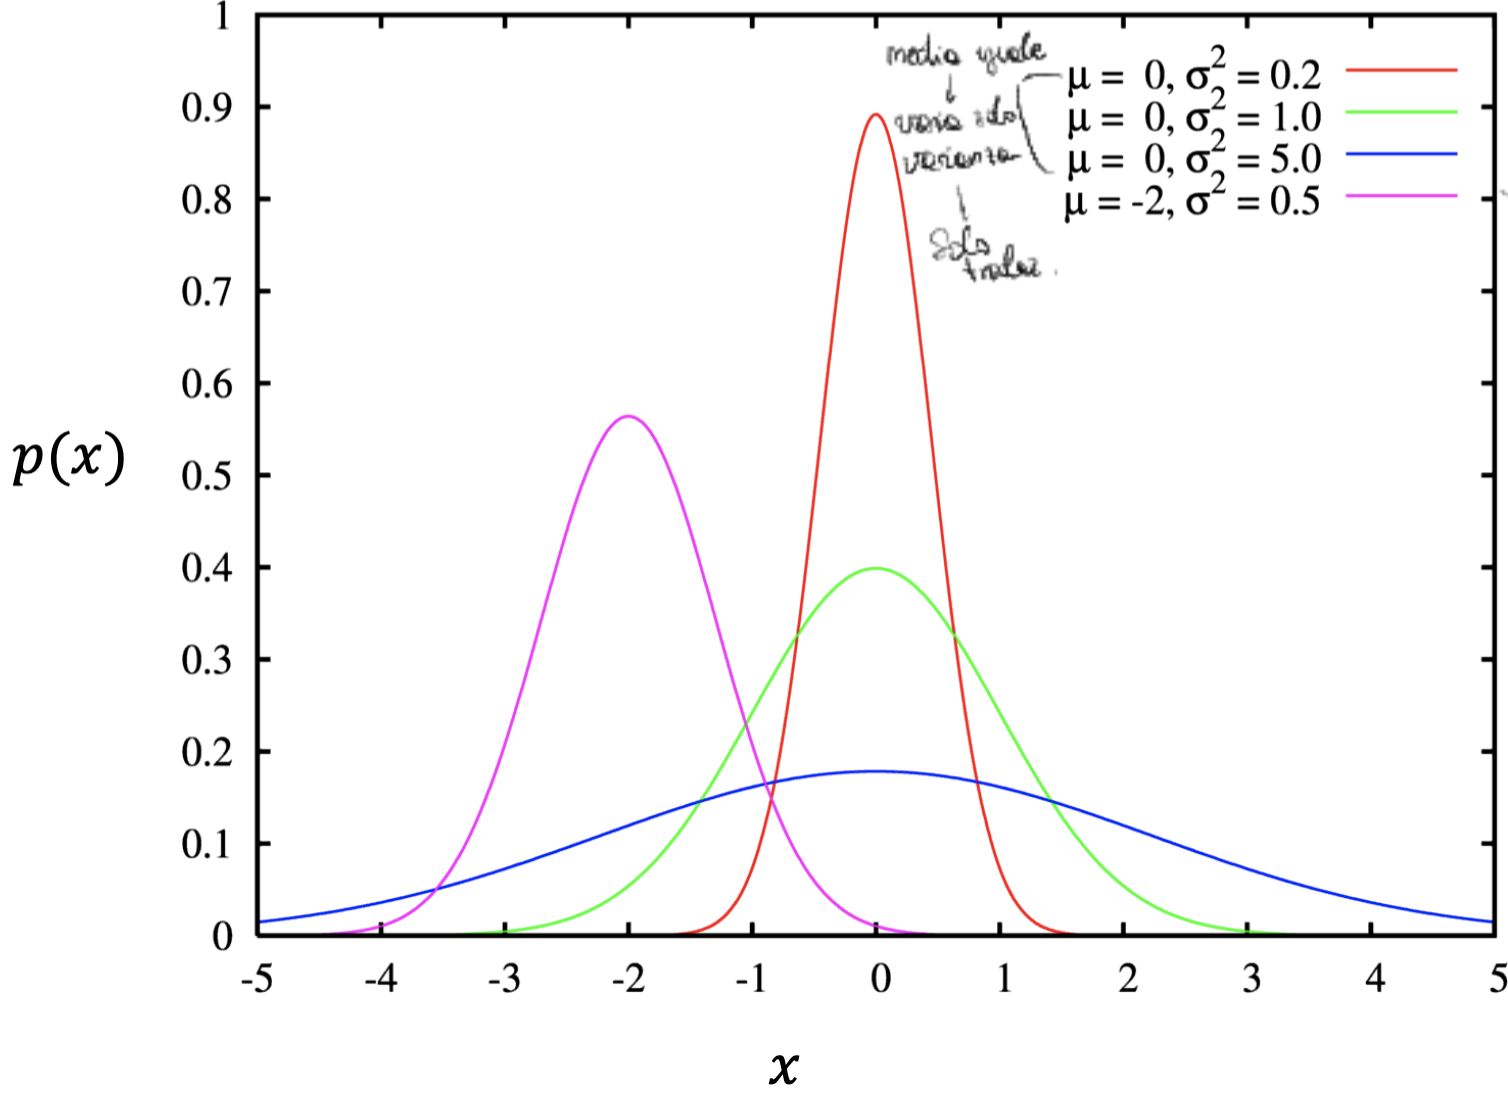 1
0.9
0.8
0.7
0.6
0.5
0.4
0.3
0.2
0.1
0
p(x)
-5 -4 -3 -2 -1 0 1 2 3 4 5
x
μ = 0, σ² = 0.2
μ = 0, σ² = 1.0
μ = 0, σ² = 5.0
μ = -2, σ² = 0.5
media
varia solo
varianza
Solo